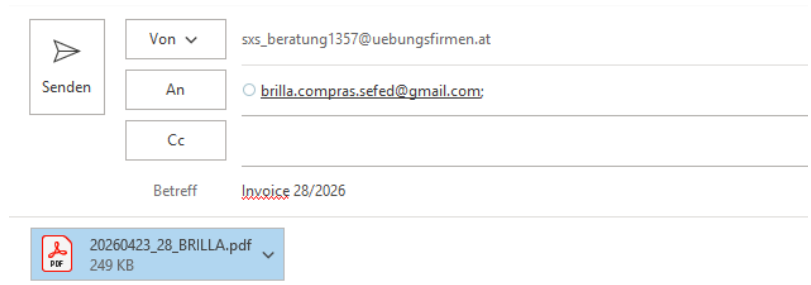 Senden
Von
sxs_beratung1357@uebungsfirmen.at
An
brilla.compras.sefed@gmail.com;
Cc
Betreff
Invoice 28/2026
PDF
20260423_28_BRILLA.pdf
249 KB